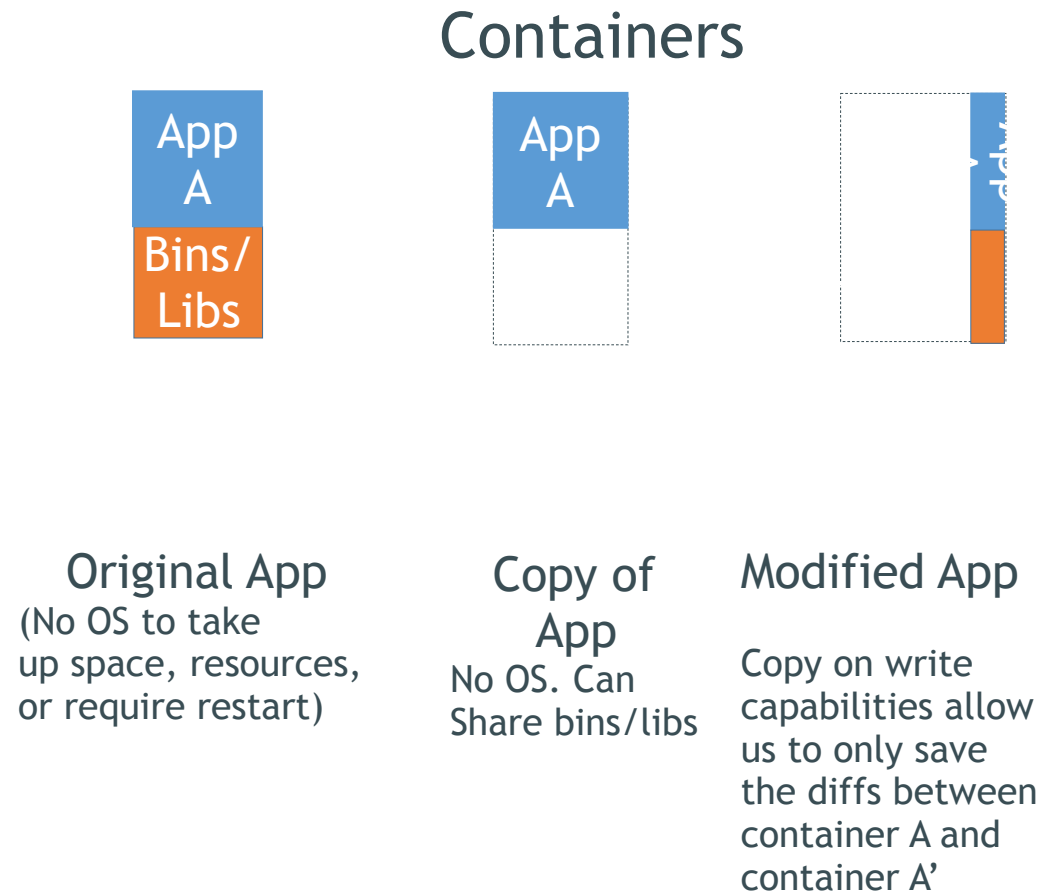 Containers
App
A
Bins/
Libs
App
A
App
Original App
(No OS to take
up space, resources,
or require restart)
Copy of
App
No OS. Can
Share bins/libs
Modified App
Copy on write
capabilities allow
us to only save
the diffs between
container A and
container A’